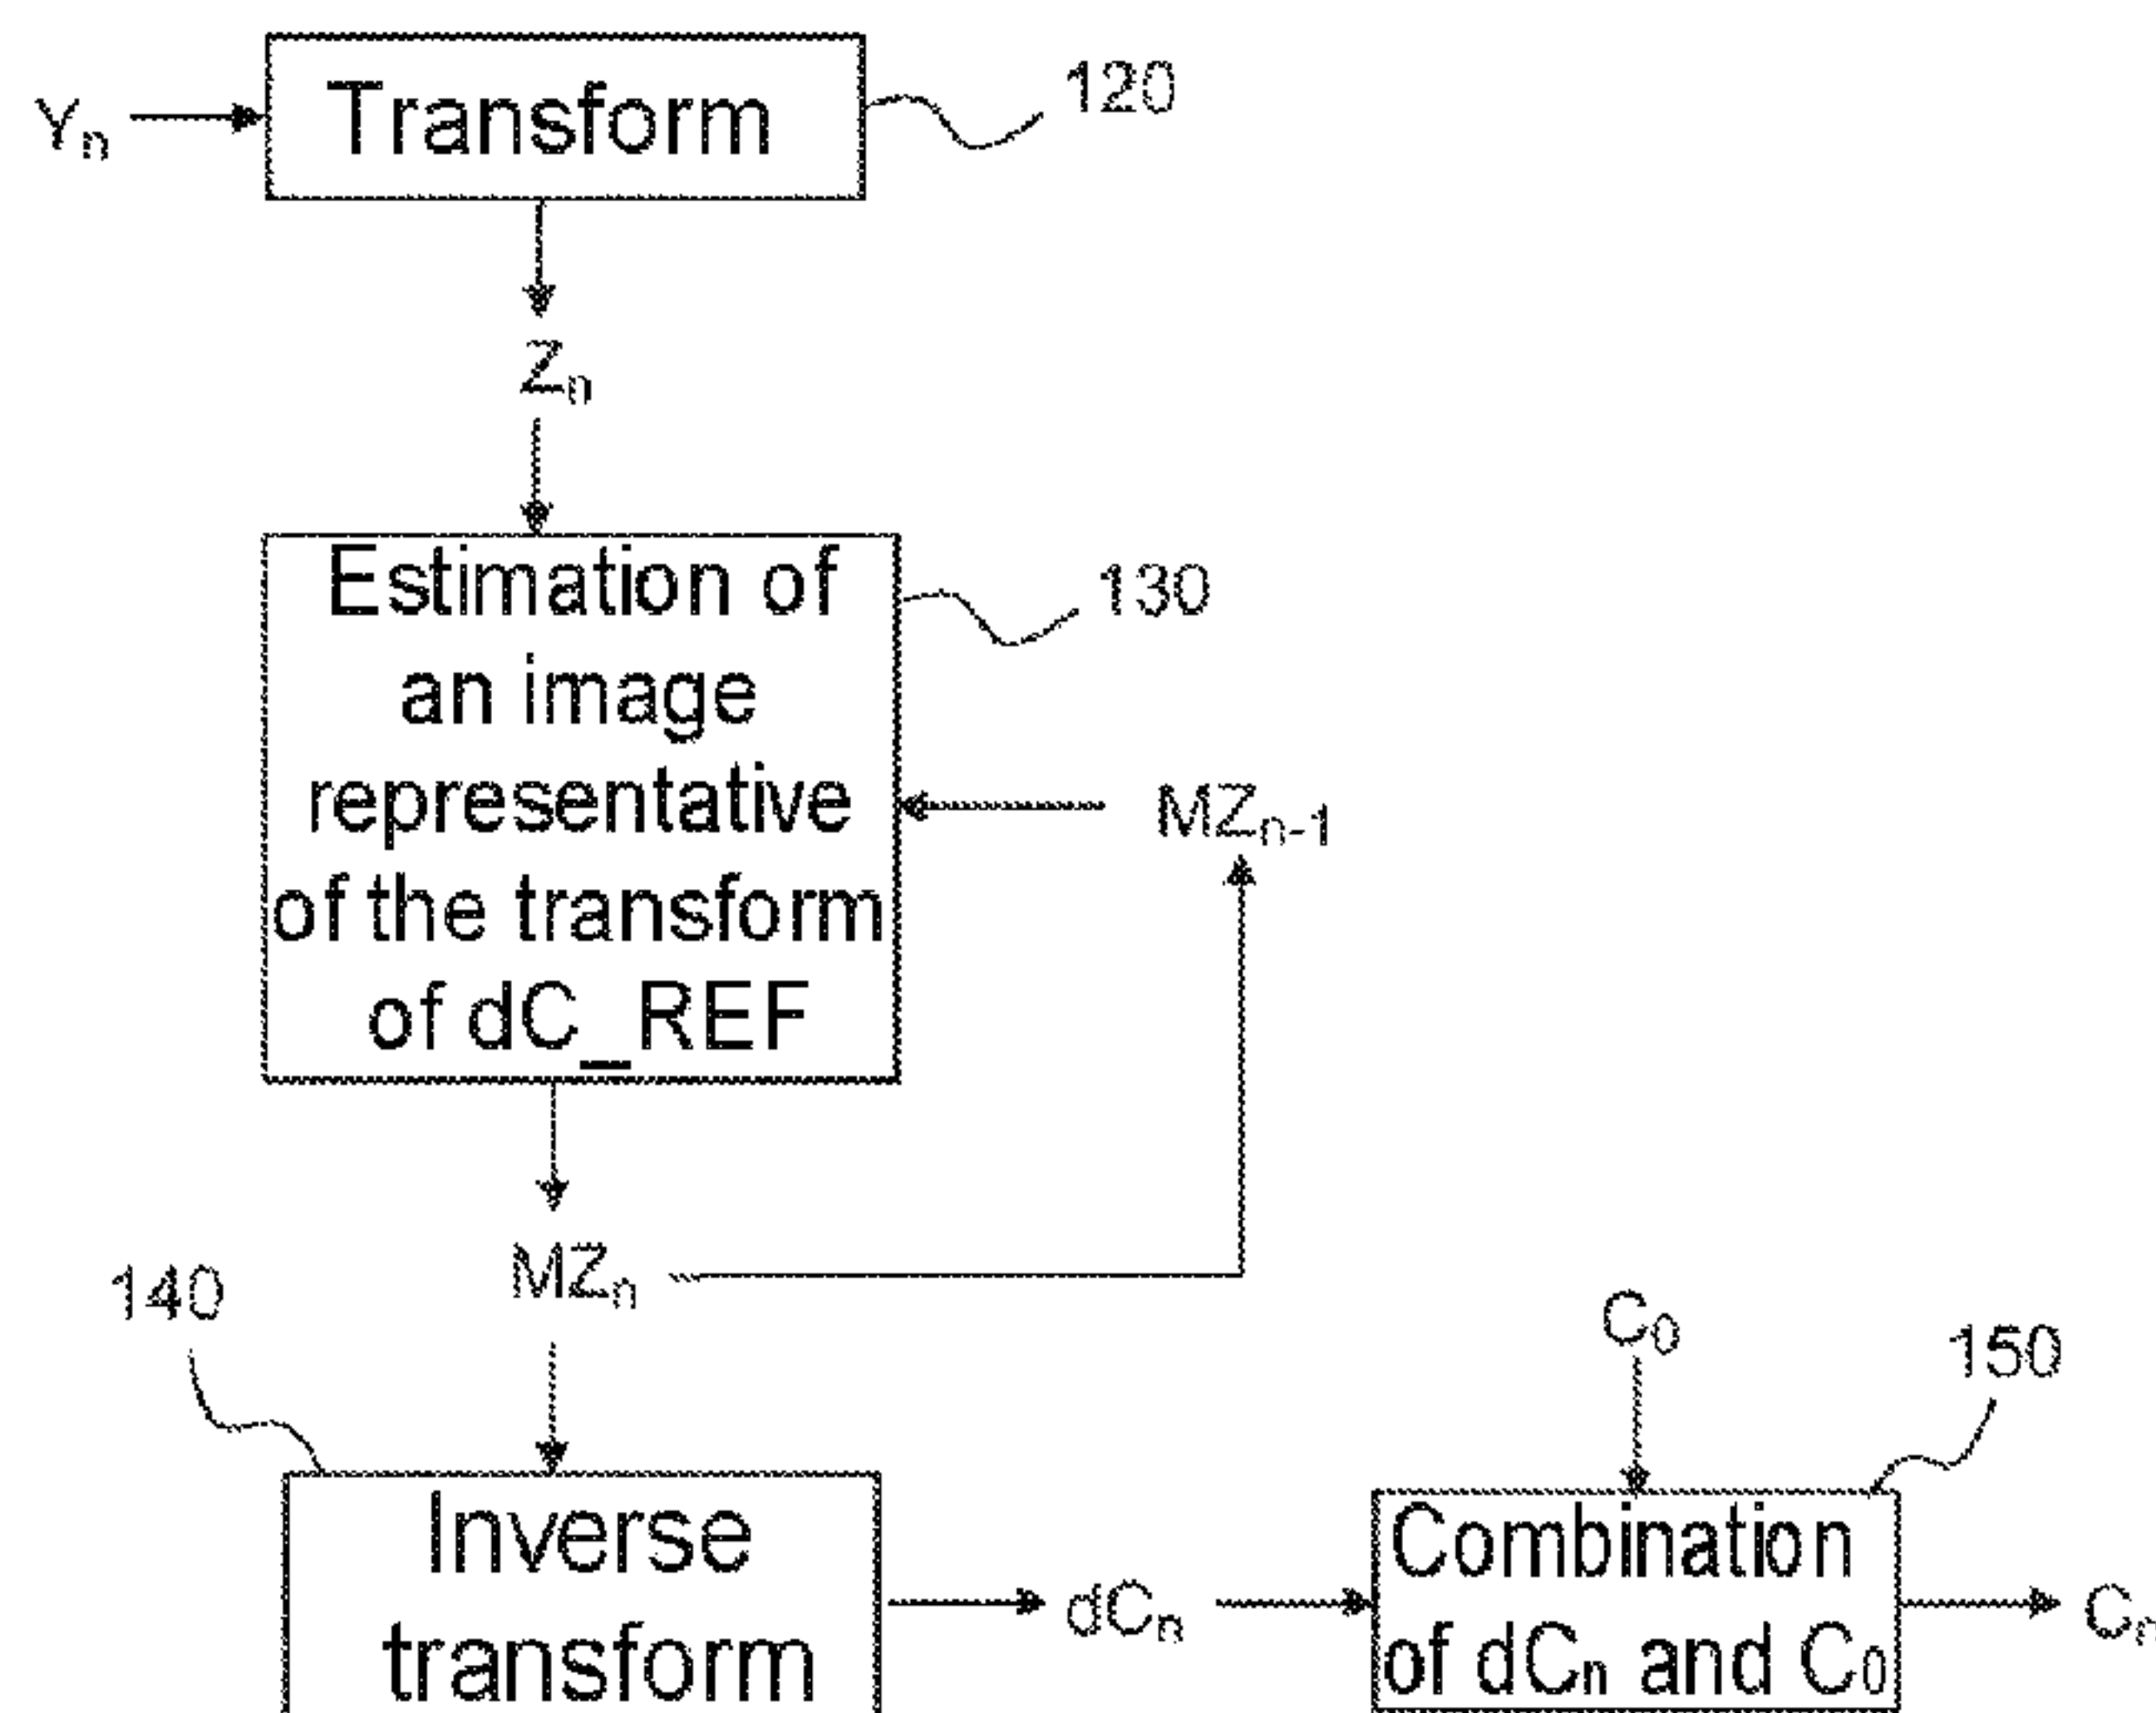 Yn
Transform
120
Zn
Estimation of
an image
representative
of the transform
of dC_REF
130
MZn-1
MZn
140
Inverse
transform
dCn
C0
150
Combination
of dCn and C0
Cn